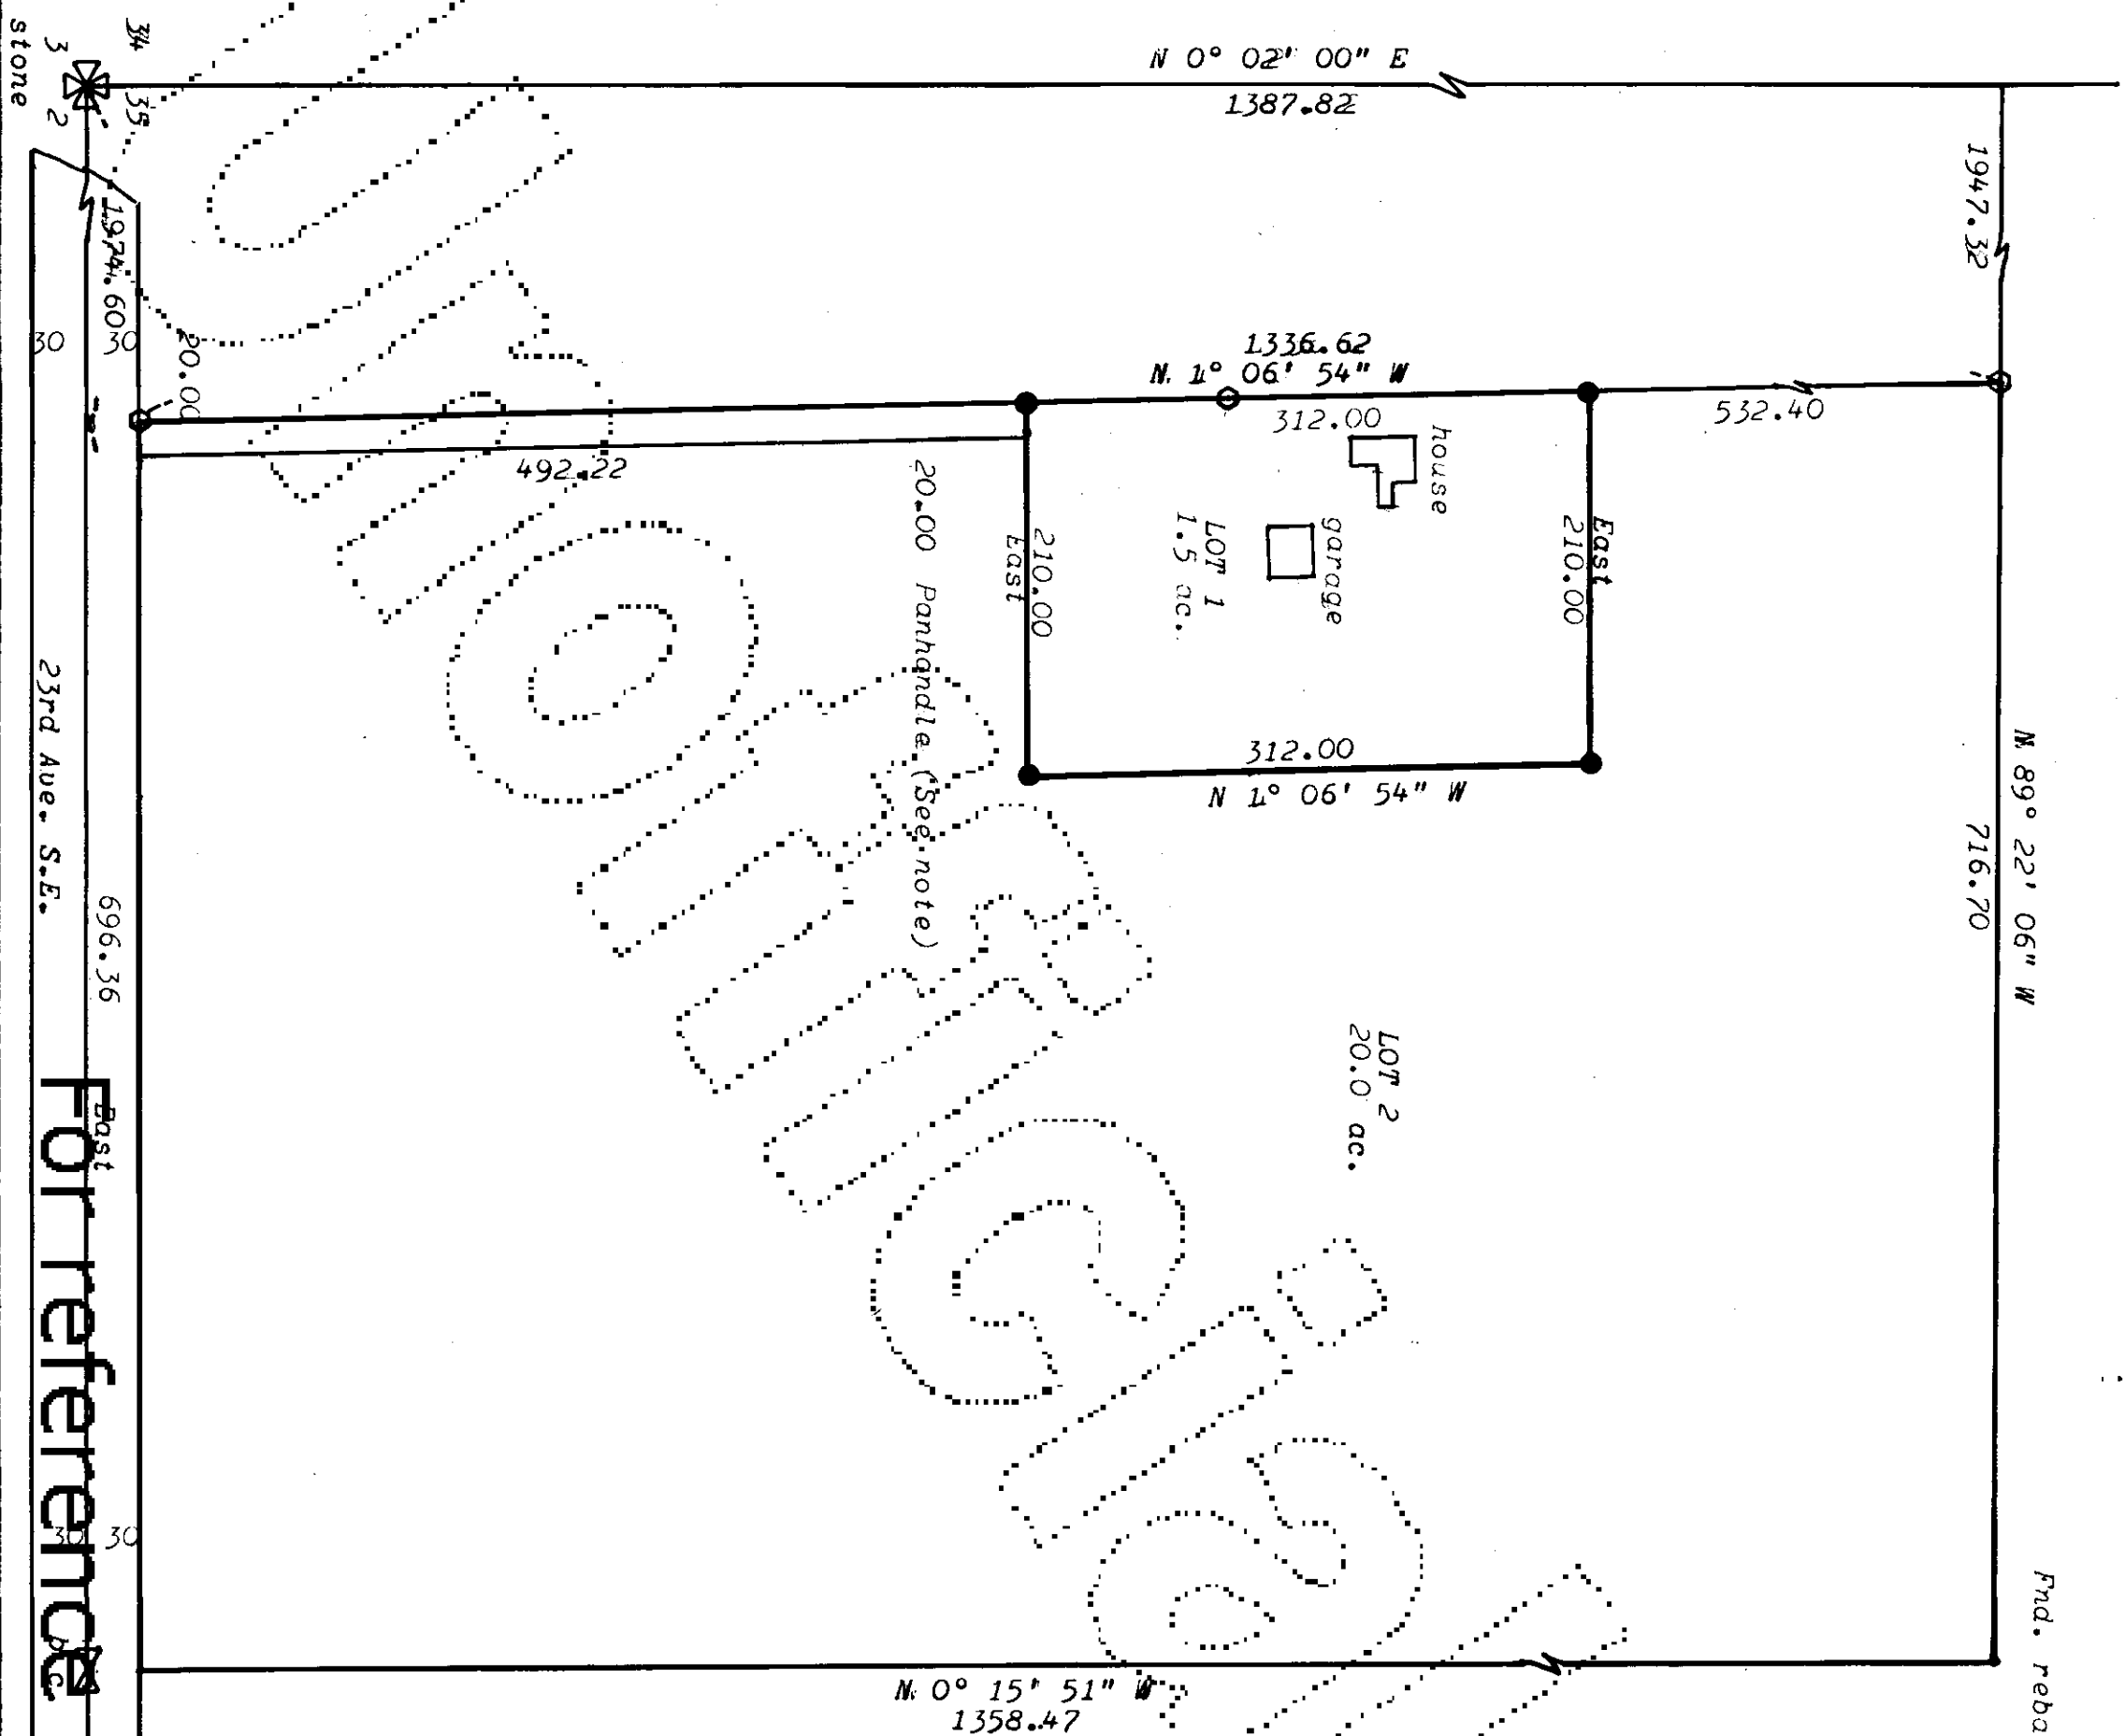 N 0° 02' 00" E
1387.82
34 35
3 2
stone
1974.60
30 30
20.00
1947.32
1336.62
N. 1° 06' 54" W
312.00
532.40
492.22
house
garage
LOT 1
1.5 ac.
East
210.00
210.00
East
20.00 Panhandle (See note)
312.00
N 1° 06' 54" W
N 89° 22' 06" W
716.70
LOT 2
20.0 ac.
23rd Ave. S.E.
696.36
East
For reference
30 30
Unofficial
Fnd. reba
N. 0° 15' 51" W
1358.47